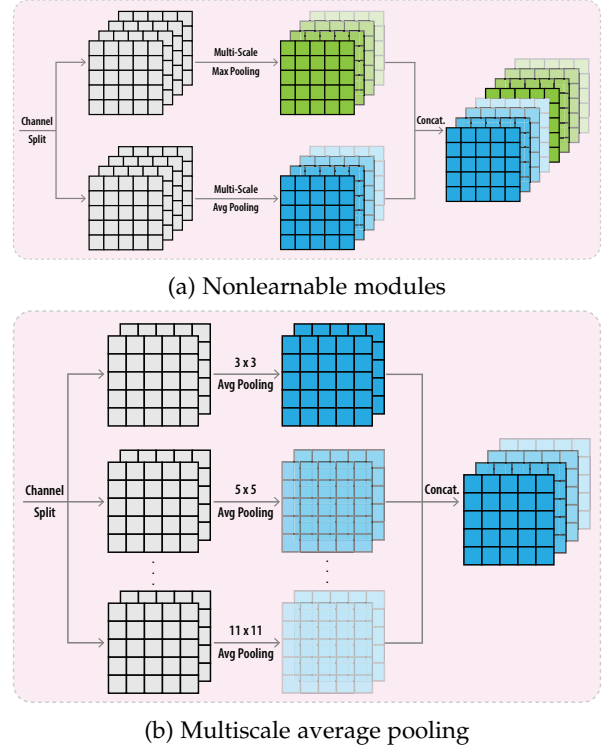 Channel
Split
Multi-Scale
Max Pooling
Multi-Scale
Avg Pooling
Concat.
(a) Nonlearnable modules
Channel
Split
3 x 3
Avg Pooling
5 x 5
Avg Pooling
11 x 11
Avg Pooling
Concat.
(b) Multiscale average pooling